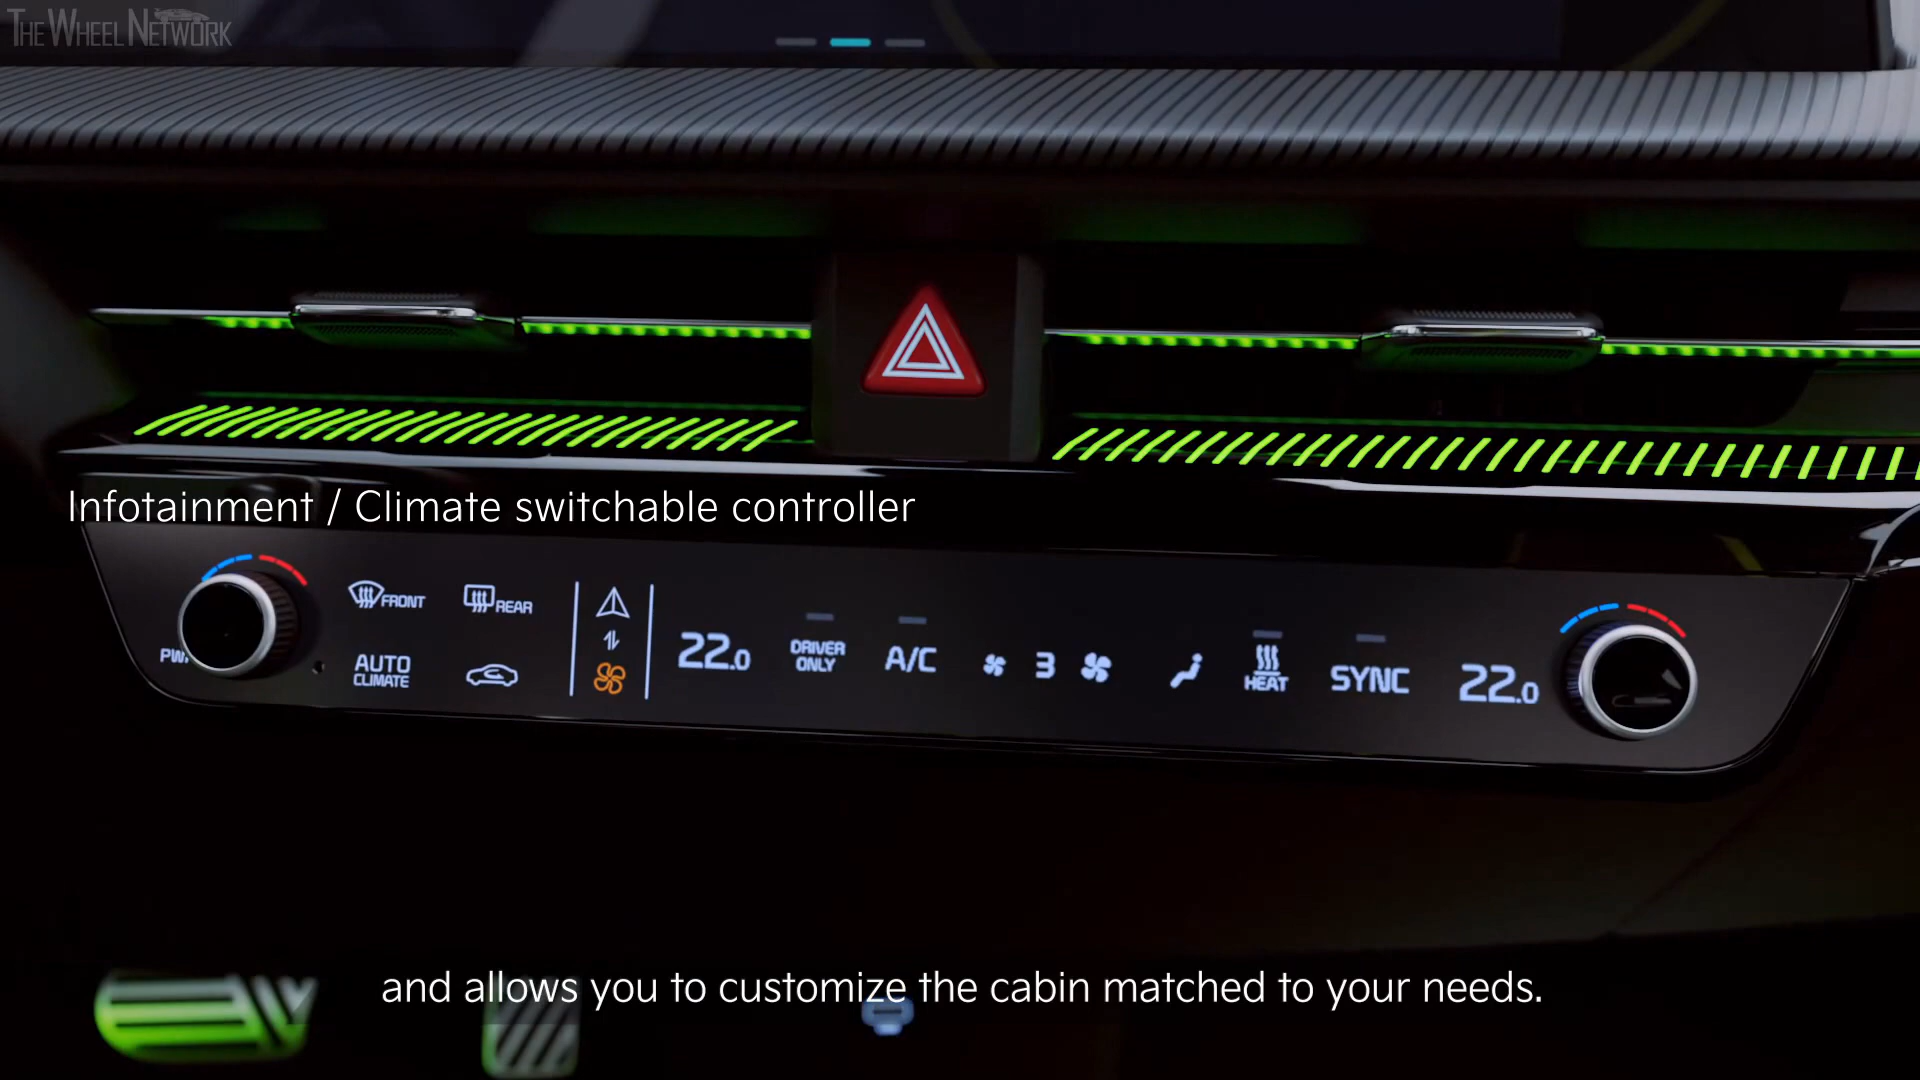 THE WHEEL NETWORK
Infotainment / Climate switchable controller
PW
FRONT
REAR
AUTO
CLIMATE
22.0
DRIVER
ONLY
A/C
3
HEAT
SYNC
22.0
and allows you to customize the cabin matched to your needs.